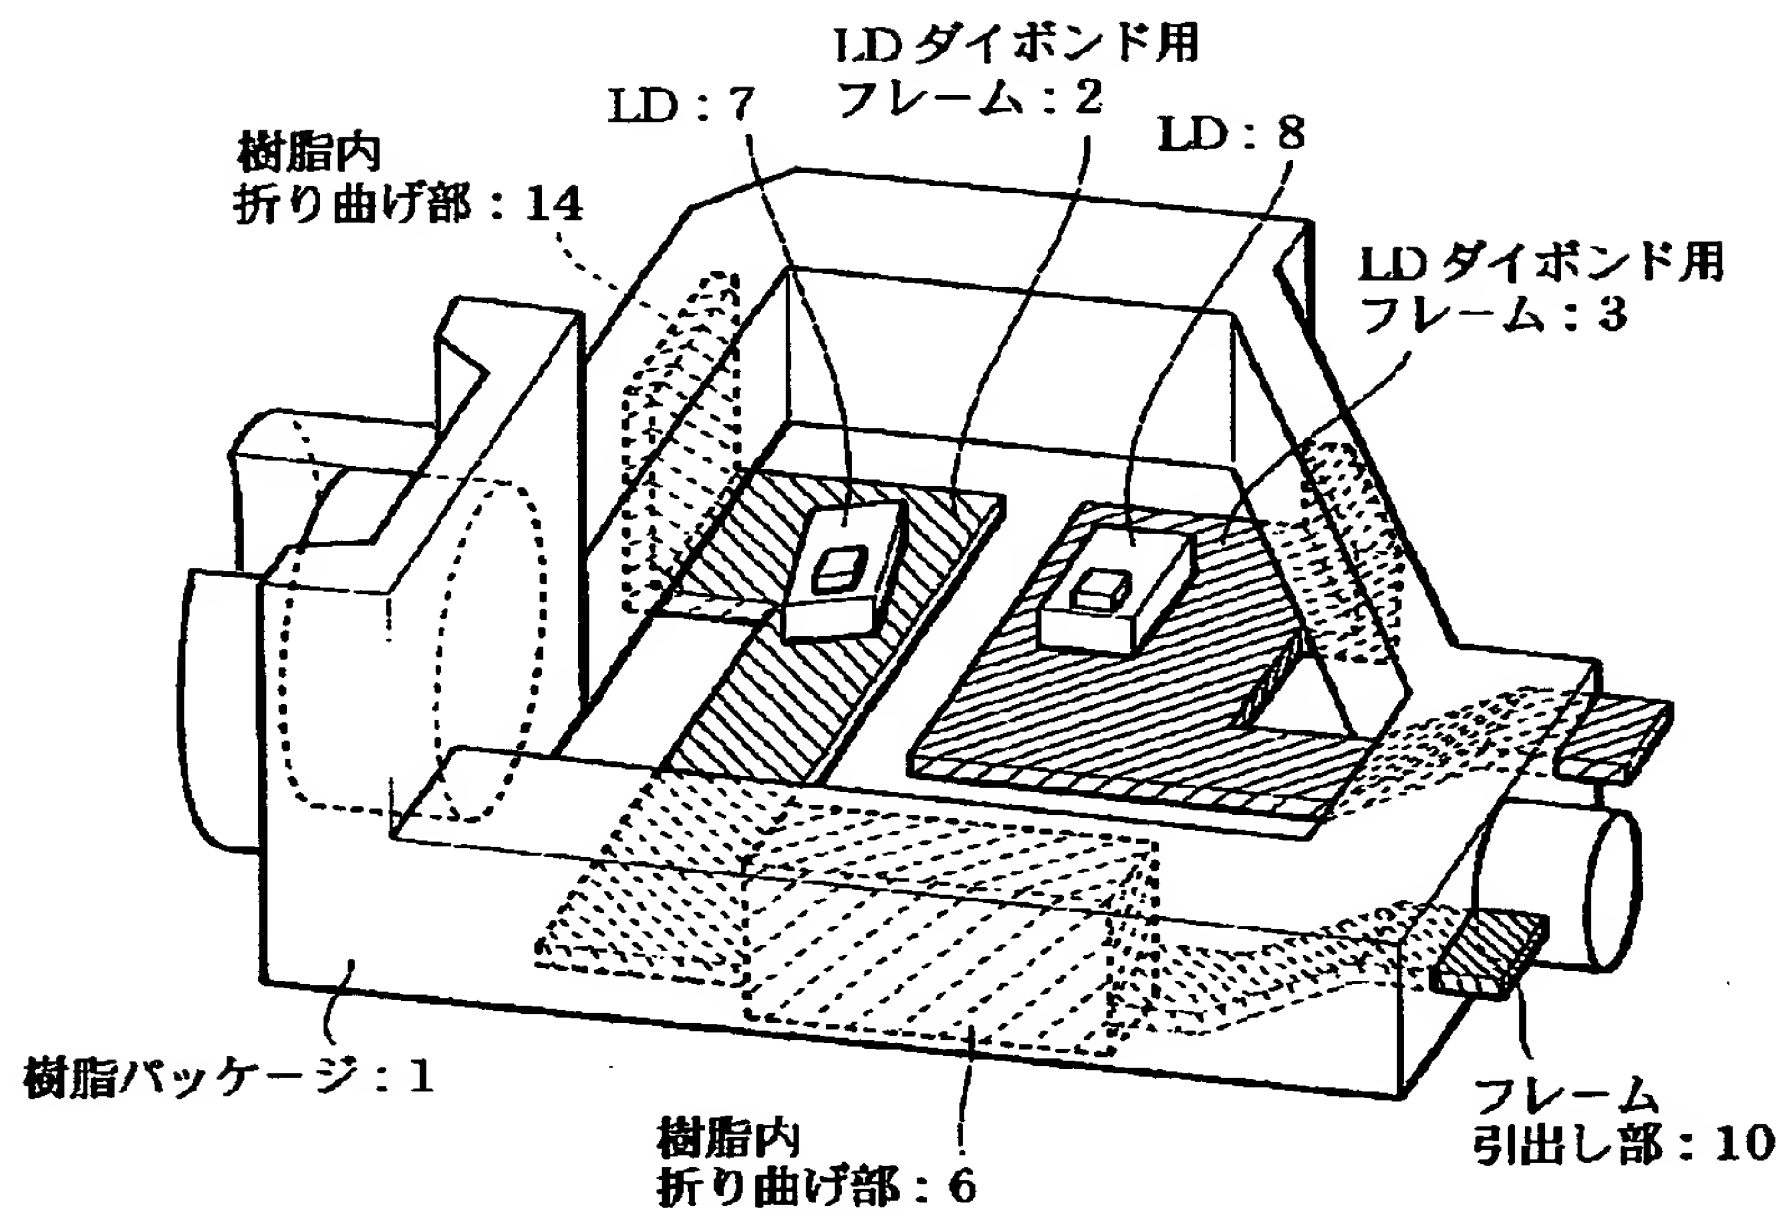 LDダイボンド用
フレーム：2
LD：7
LD：8
樹脂内
折り曲げ部：14
LDダイボンド用
フレーム：3
樹脂パッケージ：1
樹脂内
折り曲げ部：6
フレーム
引出し部：10